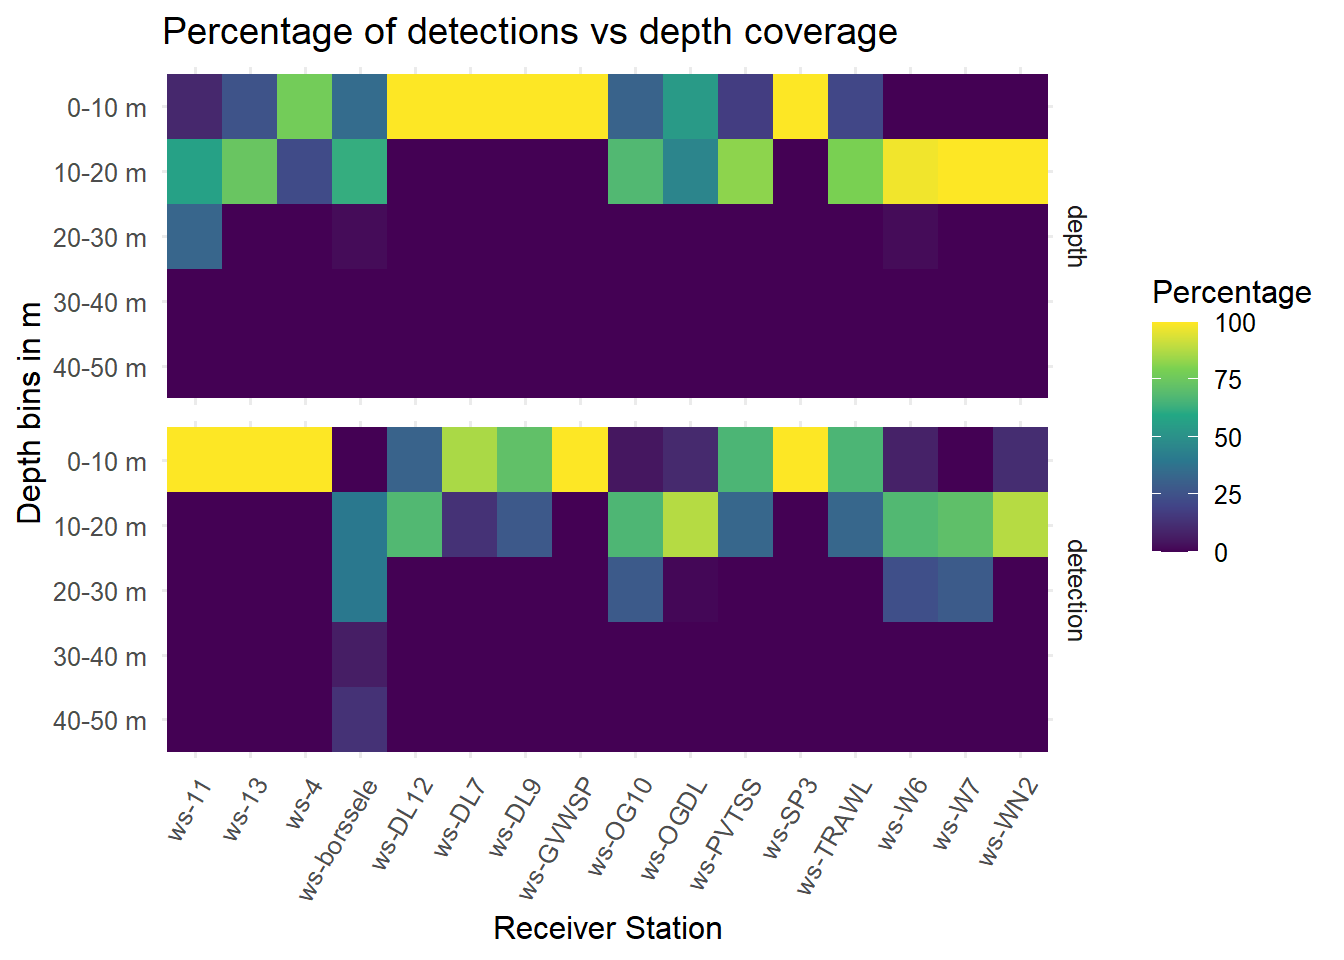 Percentage of detections vs depth coverage
0-10 m
10-20 m
20-30 m
30-40 m
40-50 m
depth
0-10 m
10-20 m
20-30 m
30-40 m
40-50 m
detection
Depth bins in m
ws-11
ws-13
ws-4
ws-borssele
ws-DL12
ws-DL7
ws-DL9
ws-GVWSP
ws-OG10
ws-OGDL
ws-PVTSS
ws-SP3
ws-TRAWL
ws-W6
ws-W7
ws-WN2
Receiver Station
Percentage
100
75
50
25
0